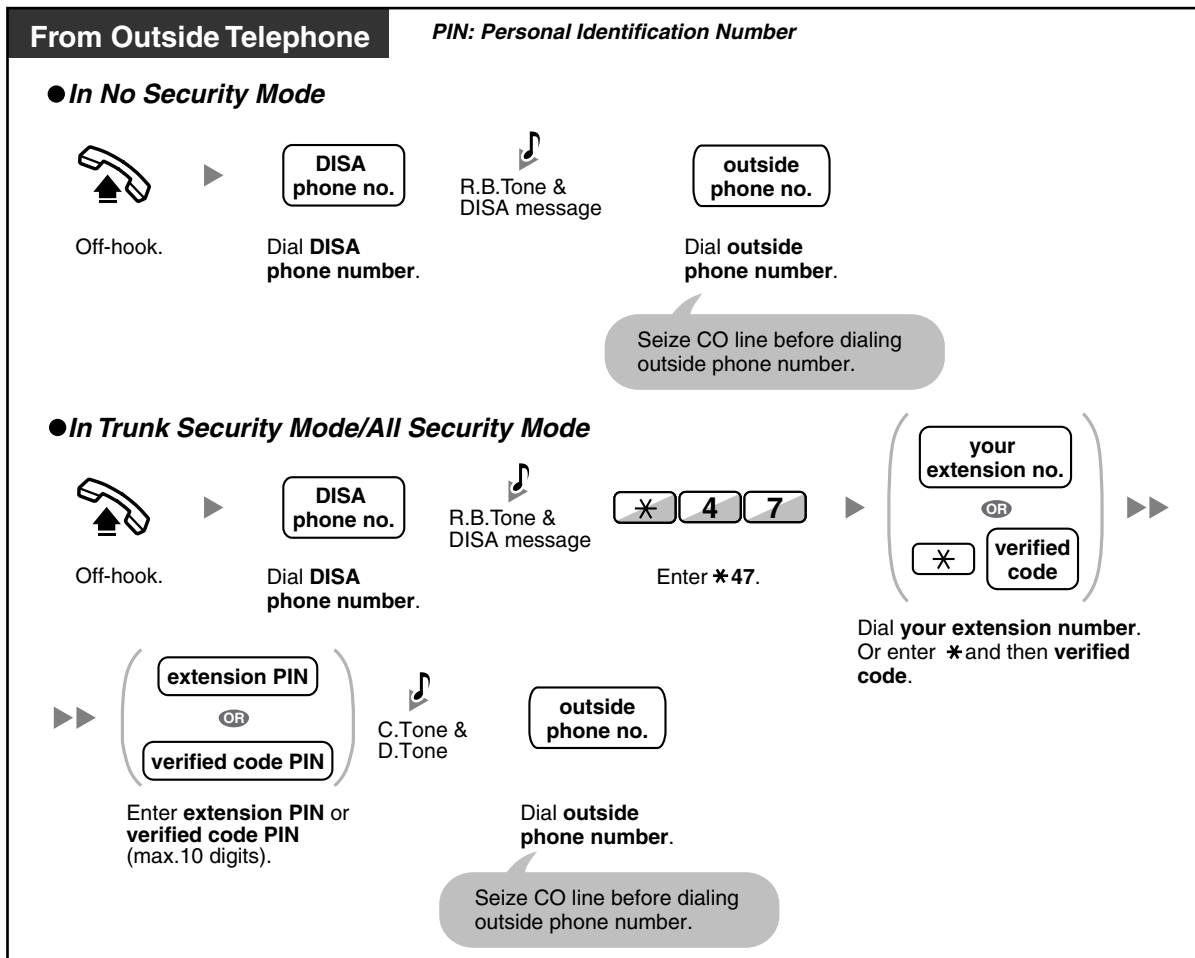 From Outside Telephone
PIN: Personal Identification Number
●In No Security Mode
DISA
phone no.
R.B.Tone &
DISA message
outside
phone no.
Off-hook.
Dial DISA
phone number.
Dial outside
phone number.
Seize CO line before dialing
outside phone number.
●In Trunk Security Mode/All Security Mode
DISA
phone no.
R.B.Tone &
DISA message
* 4 7
your
extension no.
OR
* verified
code
Off-hook.
Dial DISA
phone number.
Enter *47.
Dial your extension number.
Or enter * and then verified
code.
extension PIN
OR
verified code PIN
C.Tone &
D.Tone
outside
phone no.
Enter extension PIN or
verified code PIN
(max.10 digits).
Dial outside
phone number.
Seize CO line before dialing
outside phone number.